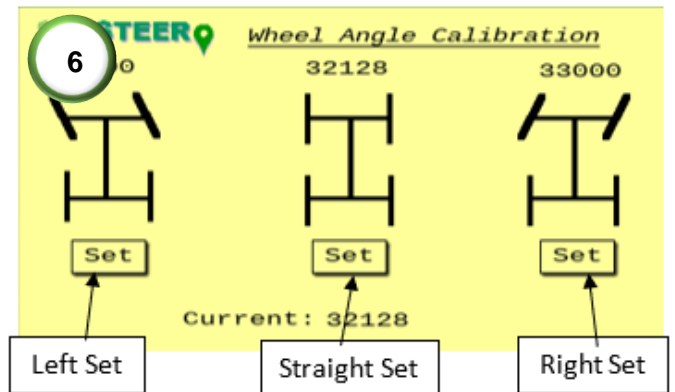 STEER Wheel Angle Calibration
6 32128 33000
Set Set Set
Current: 32128
Left Set Straight Set Right Set